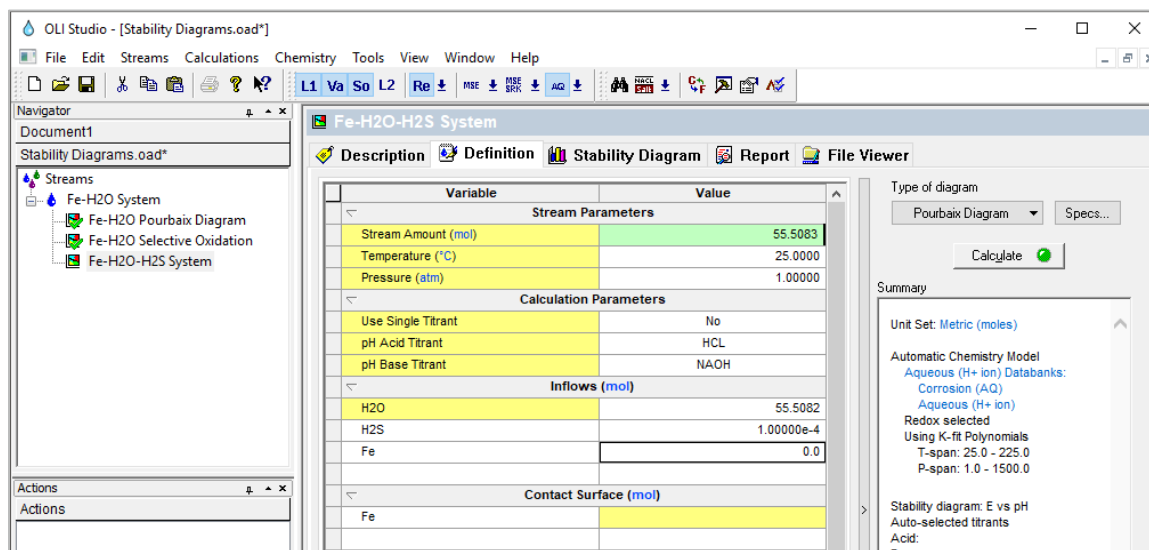 OLI Studio - [Stability Diagrams.oad*]
File Edit Streams Calculations Chemistry Tools View Window Help
L1 Va So L2 Re MSE MSE SRK AQ NACL
Navigator
Document1
Stability Diagrams.oad*
Streams
Fe-H2O System
Fe-H2O Pourbaix Diagram
Fe-H2O Selective Oxidation
Fe-H2O-H2S System
Actions
Actions
Fe-H2O-H2S System
Description Definition Stability Diagram Report File Viewer
Variable Value
Stream Parameters
Stream Amount (mol) 55.5083
Temperature (°C) 25.0000
Pressure (atm) 1.00000
Calculation Parameters
Use Single Titrant No
pH Acid Titrant HCL
pH Base Titrant NAOH
Inflows (mol)
H2O 55.5082
H2S 1.00000e-4
Fe 0.0
Contact Surface (mol)
Fe
Type of diagram
Pourbaix Diagram Specs...
Calculate
Summary
Unit Set: Metric (moles)
Automatic Chemistry Model
Aqueous (H+ ion) Databanks:
Corrosion (AQ)
Aqueous (H+ ion)
Redox selected
Using K-fit Polynomials
T-span: 25.0 - 225.0
P-span: 1.0 - 1500.0
Stability diagram: E vs pH
Auto-selected titrants
Acid: